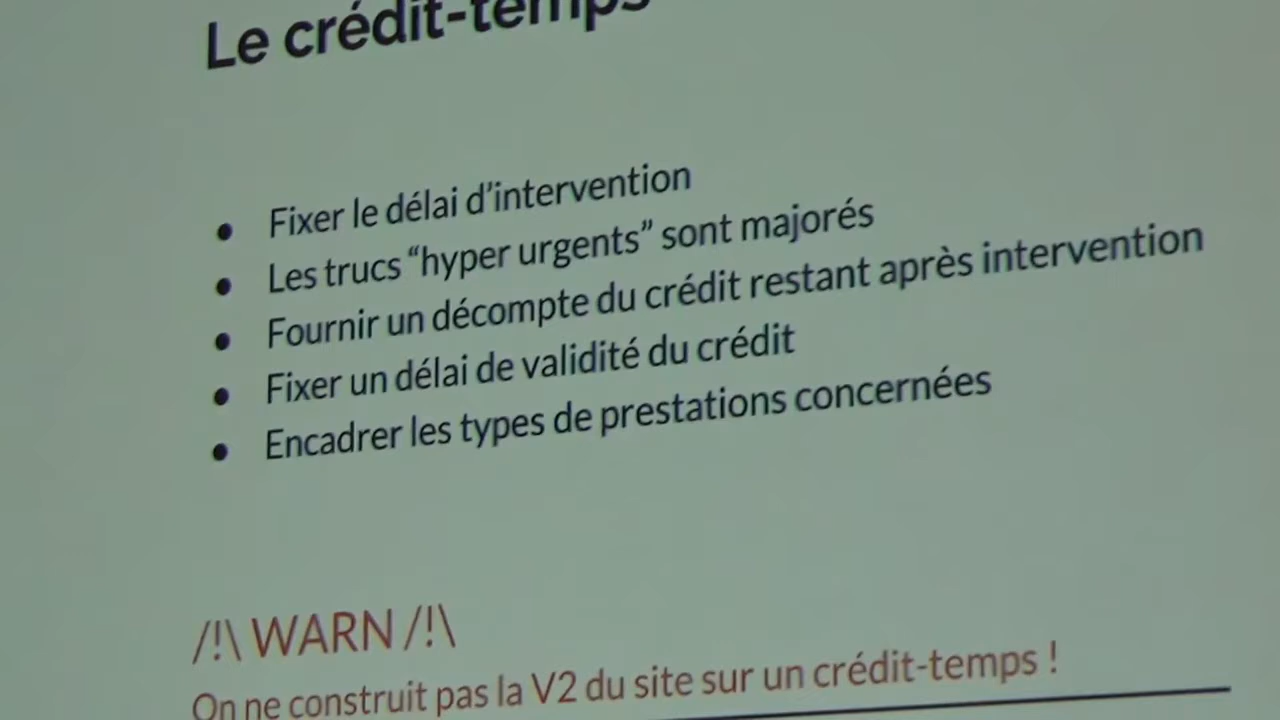 Le crédit-temps
● Fixer le délai d’intervention
● Les trucs “hyper urgents” sont majorés
● Fournir un décompte du crédit restant après intervention
● Fixer un délai de validité du crédit
● Encadrer les types de prestations concernées
/!\ WARN /!\
On ne construit pas la V2 du site sur un crédit-temps !